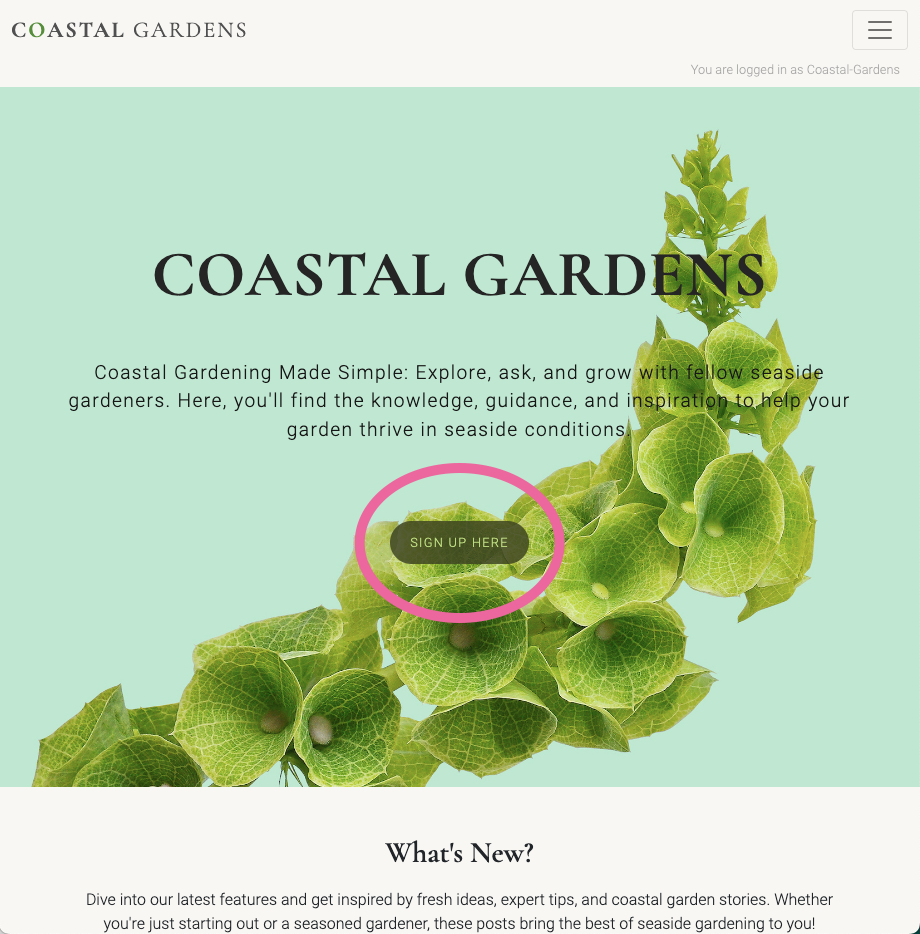 COASTAL GARDENS
You are logged in as Coastal-Gardens
COASTAL GARDENS
Coastal Gardening Made Simple: Explore, ask, and grow with fellow seaside
gardeners. Here, you'll find the knowledge, guidance, and inspiration to help your
garden thrive in seaside conditions.
SIGN UP HERE
What's New?
Dive into our latest features and get inspired by fresh ideas, expert tips, and coastal garden stories. Whether
you're just starting out or a seasoned gardener, these posts bring the best of seaside gardening to you!